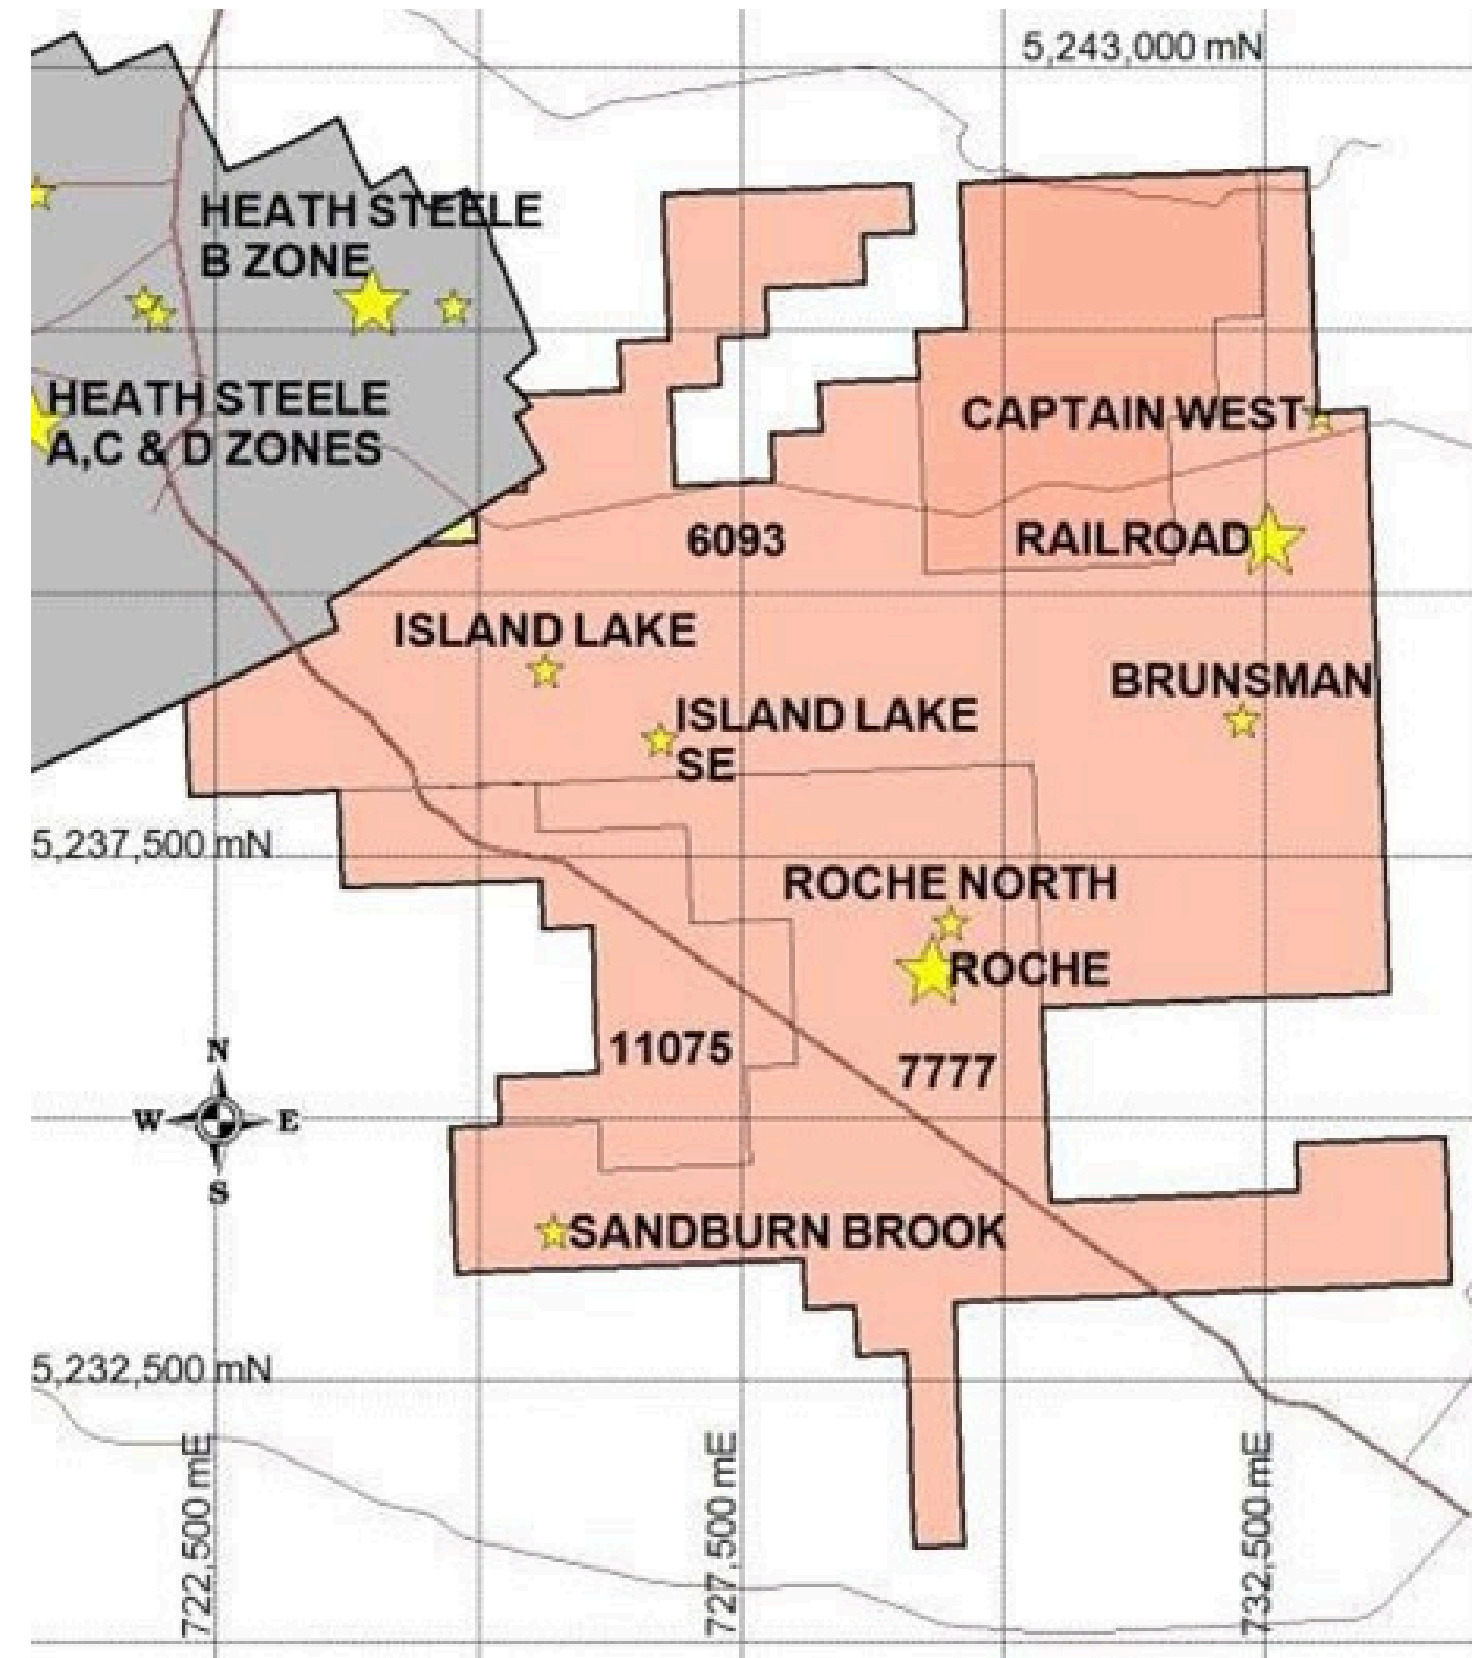 5,243,000 mN
HEATH STEELE
B ZONE
HEATH STEELE
A,C & D ZONES
CAPTAIN WEST
6093
RAILROAD
ISLAND LAKE
BRUNSMAN
ISLAND LAKE
SE
5,237,500 mN
ROCHE NORTH
ROCHE
11075
7777
N
W
E
S
SANDBURN BROOK
5,232,500 mN
722,500 mE
727,500 mE
732,500 mE